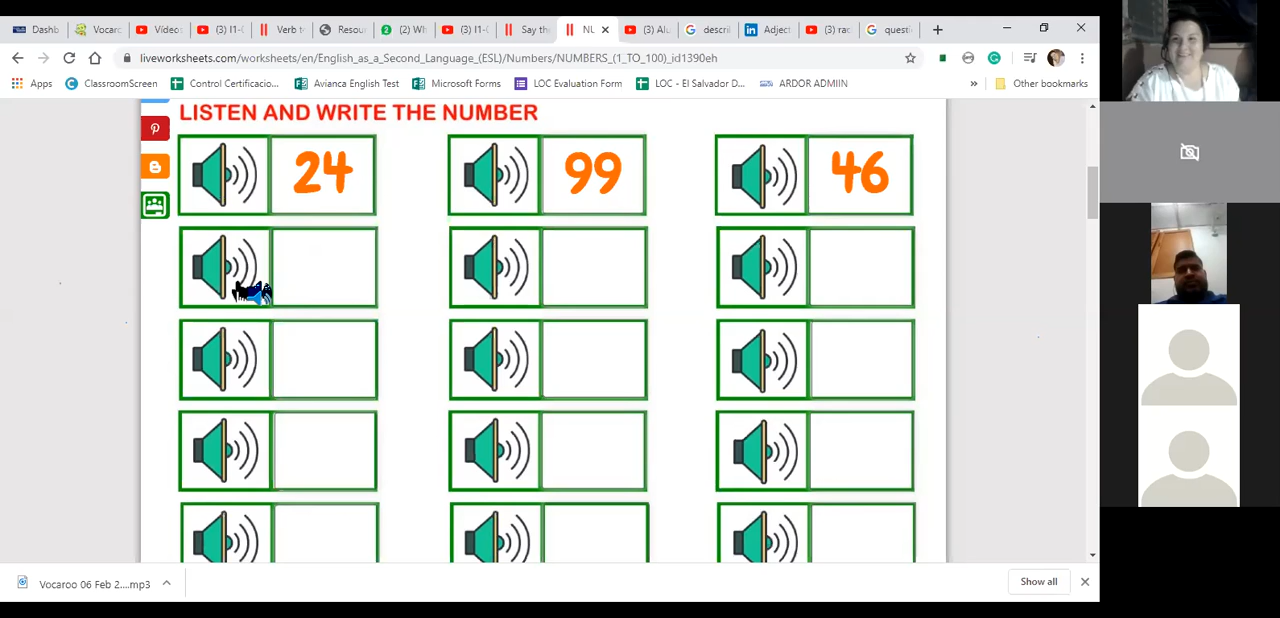 Dashb
Vocarc
Video:
(3) I1-(
Verb t
Resou
(2) Wh
(3) I1-(
Say th
NU
(3) Alu
descri
Adject
(3) rac
questi
liveworksheets.com/worksheets/en/English_as_a_Second_Language_(ESL)/Numbers/NUMBERS_(1_TO_100)_id1390eh
Apps
ClassroomScreen
Control Certificacio...
Avianca English Test
Microsoft Forms
LOC Evaluation Form
LOC - El Salvador D...
ARDOR ADMIIN
»
Other bookmarks
LISTEN AND WRITE THE NUMBER
24
99
46
Vocaroo 06 Feb 2....mp3
Show all